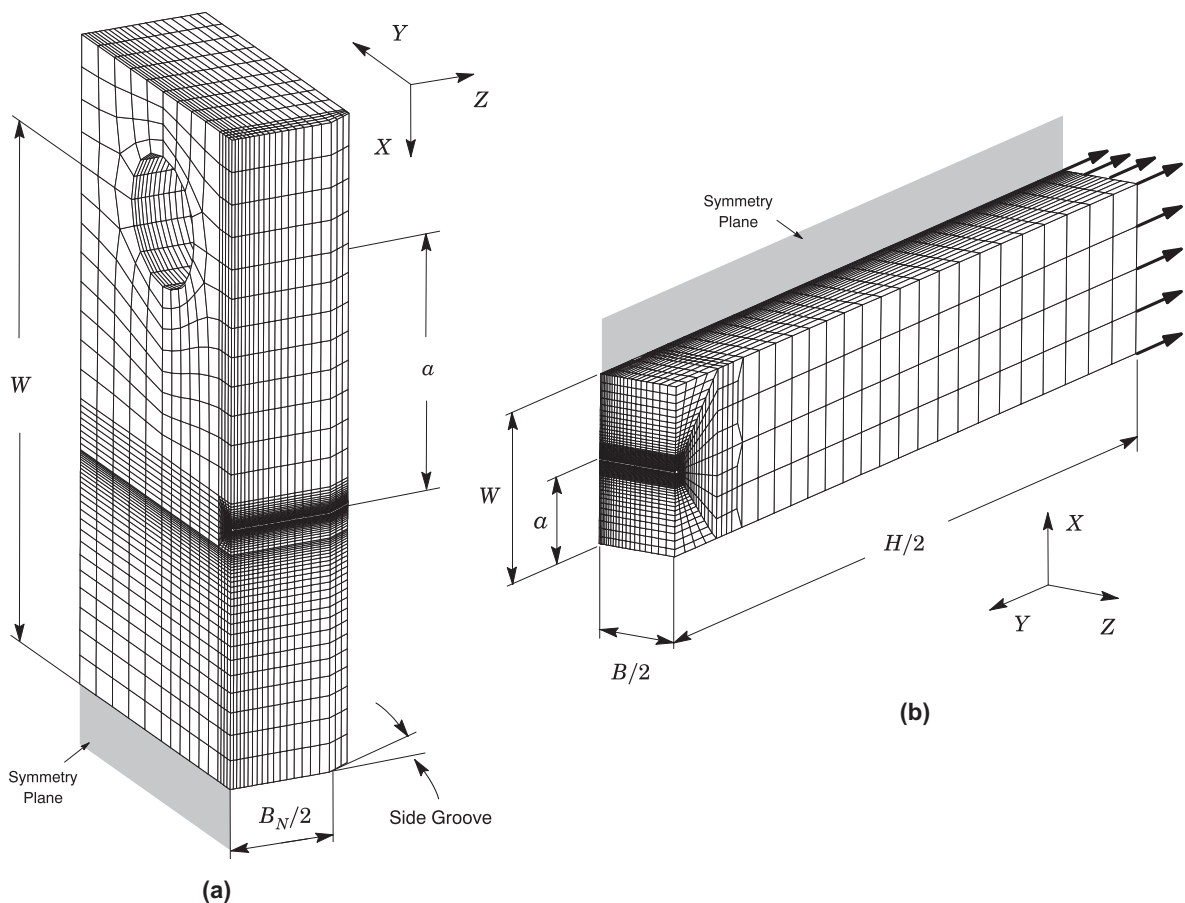 Y
Z
X
W
a
Symmetry
Plane
B_N/2
Side Groove
(a)
Symmetry
Plane
W
a
H/2
B/2
X
Y
Z
(b)